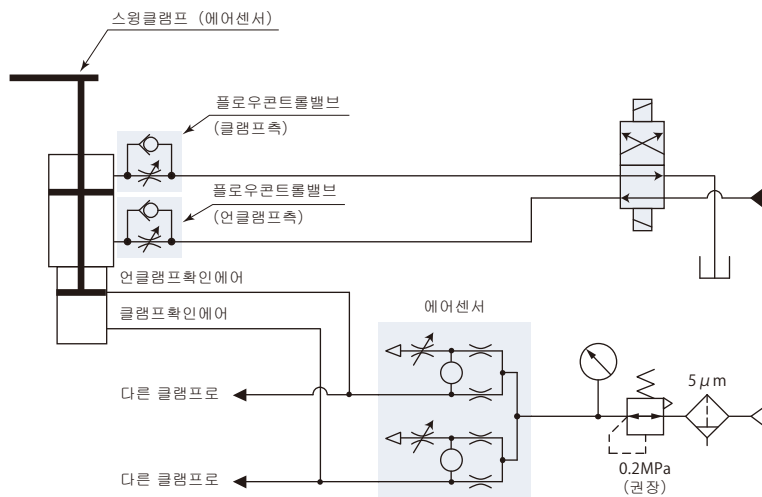 스윙클램프 (에어센서)
플로우콘트롤밸브
(클램프측)
플로우콘트롤밸브
(언클램프측)
언클램프확인에어
클램프확인에어
에어센서
다른 클램프로
5μm
다른 클램프로
0.2MPa
(권장)